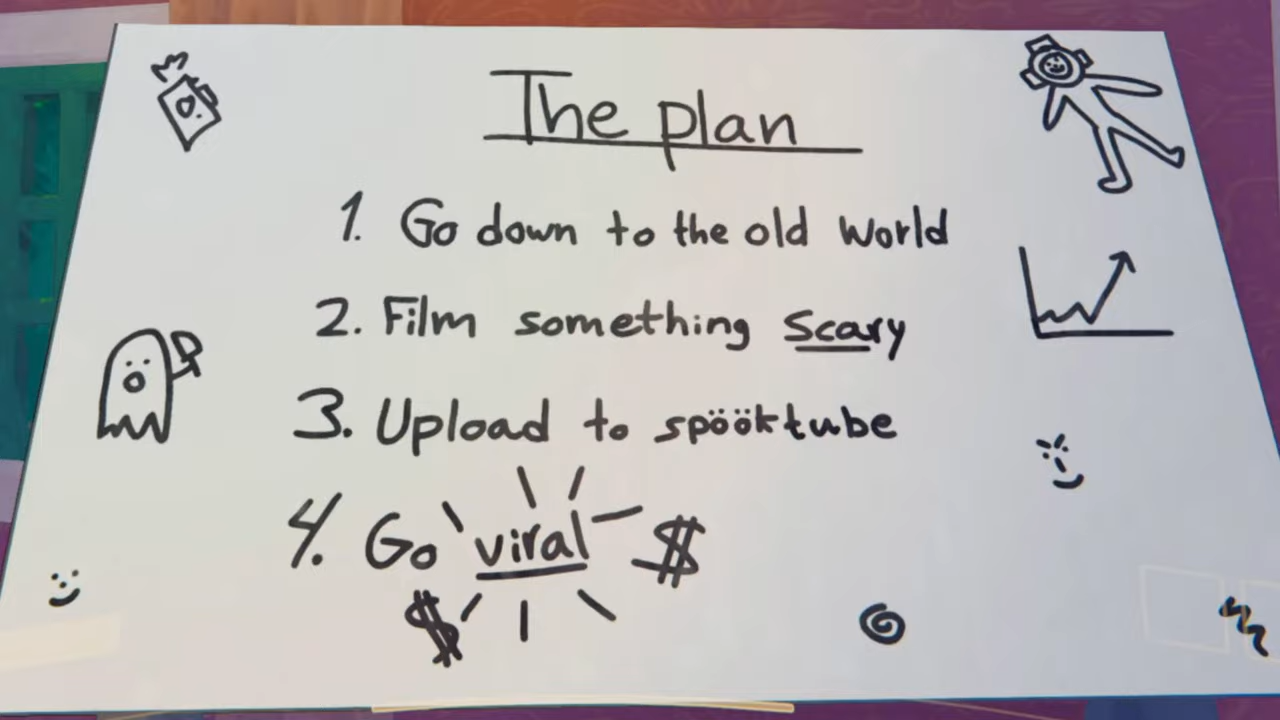 The plan
1. Go down to the old World
2. Film something scary
3. Upload to spööktube
4. Go viral $
$